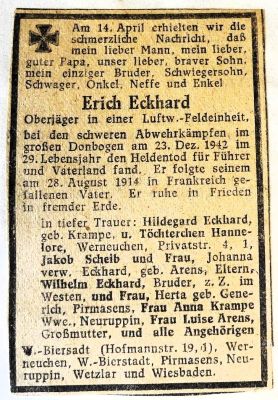 Am 14. April erhielten wir die
schmerzliche Nachricht, daß
mein lieber Mann, mein lieber,
guter Papa, unser lieber, braver Sohn,
mein einziger Bruder, Schwiegersohn,
Schwager, Onkel, Neffe und Enkel
Erich Eckhard
Oberjäger in einer Luftw.-Feldeinheit,
bei den schweren Abwehrkämpfen im
großen Donbogen am 23. Dez. 1942 im
29. Lebensjahr den Heldentod für Führer
und Vaterland fand. Er folgte seinem
am 28. August 1914 in Frankreich ge-
fallenen Vater. Er ruhe in Frieden
in fremder Erde.
In tiefer Trauer: Hildegard Eckhard,
geb. Krampe u. Töchterchen Hanne-
lore, Werneuchen, Privatstr. 4, 1,
Jakob Scheib und Frau, Johanna
verw. Eckhard, geb. Arens, Eltern,
Wilhelm Eckhard, Bruder, z. Z. im
Westen, und Frau, Herta geb. Gene-
rich, Pirmasens, Frau Anna Krampe
Wwe., Neuruppin, Frau Luise Arens,
Großmutter, und alle Angehörigen
W.-Biersadt (Hofmannstr. 19, 1), Wer-
neuchen, W.-Bierstadt, Pirmasens, Neu-
ruppin, Wetzlar und Wiesbaden.